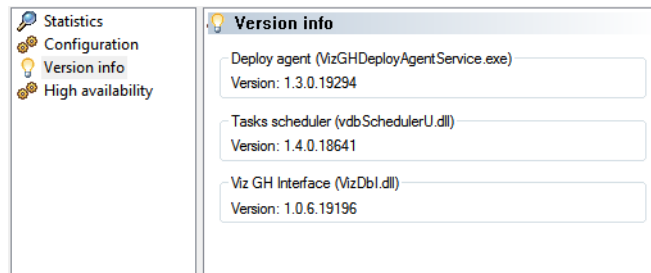 Statistics
Configuration
Version info
High availability
Version info
Deploy agent (VizGHDeployAgentService.exe)
Version: 1.3.0.19294
Tasks scheduler (vdbSchedulerU.dll)
Version: 1.4.0.18641
Viz GH Interface (VizDbI.dll)
Version: 1.0.6.19196